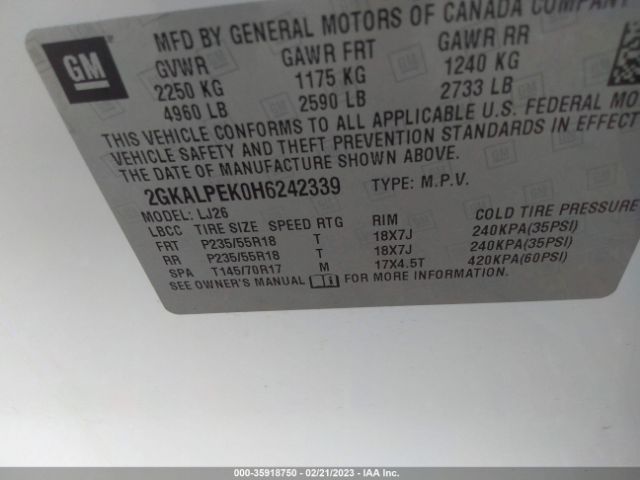 GM
MFD BY GENERAL MOTORS OF CANADA COMPANY
GVWR GAWR FRT GAWR RR
2250 KG 1175 KG 1240 KG
4960 LB 2590 LB 2733 LB
THIS VEHICLE CONFORMS TO ALL APPLICABLE U.S. FEDERAL MO
VEHICLE SAFETY AND THEFT PREVENTION STANDARDS IN EFFECT
THE DATE OF MANUFACTURE SHOWN ABOVE.
2GKALPEK0H6242339 TYPE: M.P.V.
MODEL: LJ26
LBCC TIRE SIZE SPEED RTG RIM COLD TIRE PRESSURE
FRT P235/55R18 T 18X7J 240KPA(35PSI)
RR P235/55R18 T 18X7J 240KPA(35PSI)
SPA T145/70R17 M 17X4.5T 420KPA(60PSI)
SEE OWNER'S MANUAL FOR MORE INFORMATION.
000-35918750 - 02/21/2023 - IAA Inc.